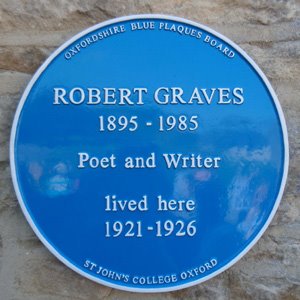 OXFORDSHIRE BLUE PLAQUES BOARD
ROBERT GRAVES
1895 - 1985
Poet and Writer
lived here
1921-1926
ST JOHN'S COLLEGE OXFORD